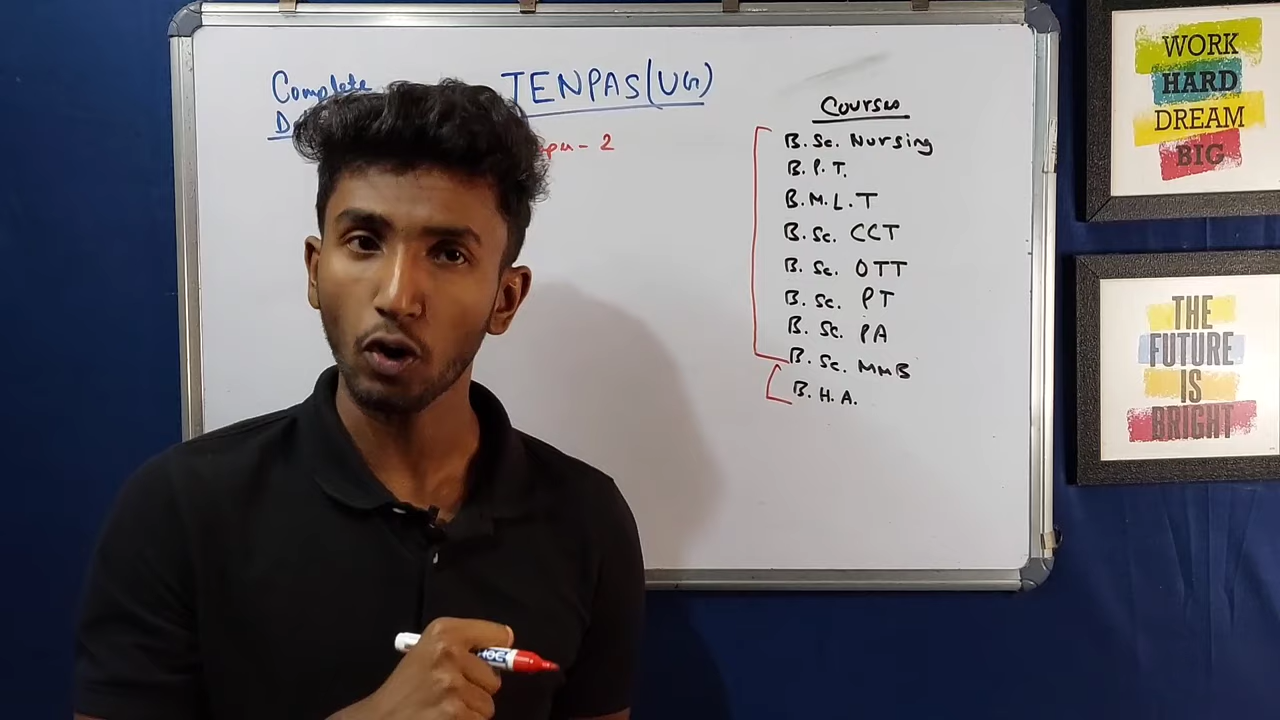 Complete
JENPAS(UG)
- 2
Courses
B.Sc. Nursing
B.P.T.
B.M.L.T
B.Sc. CCT
B.Sc. OTT
B.Sc. PT
B.Sc. PA
B.Sc. MMB
B.H.A.
WORK
HARD
DREAM
BIG
THE
FUTURE
IS
BRIGHT